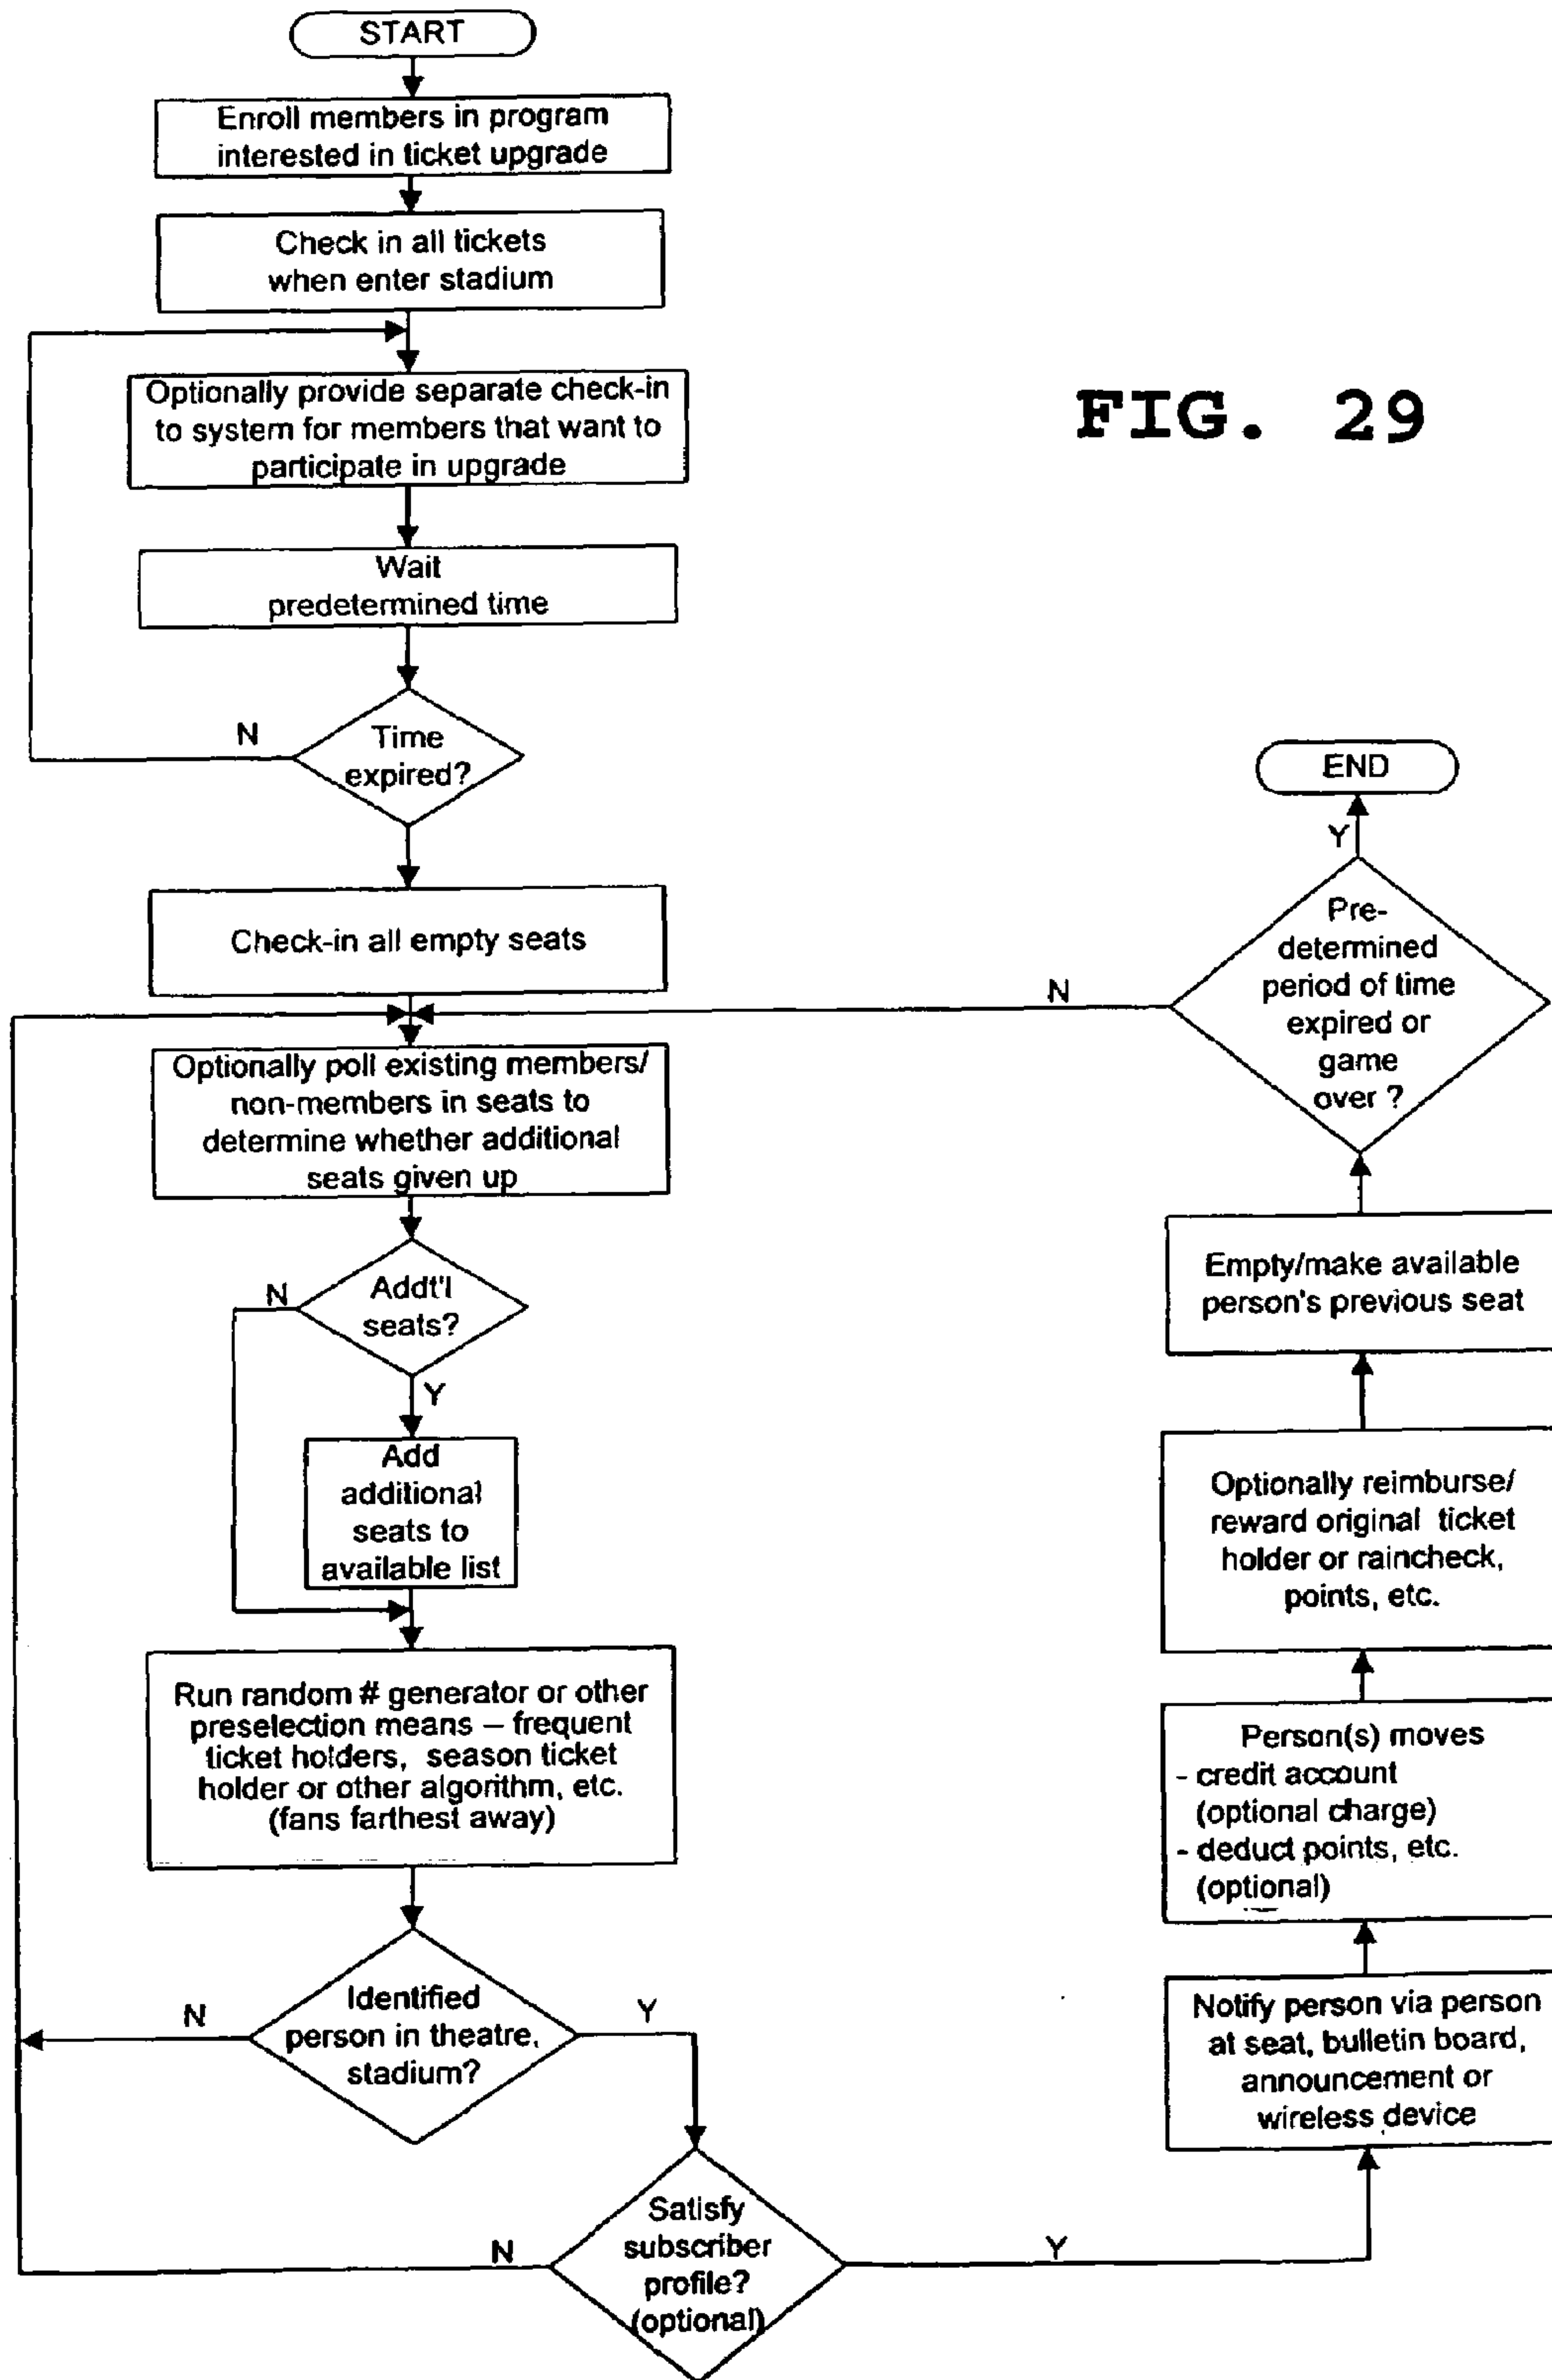 START
Enroll members in program
interested in ticket upgrade
Check in all tickets
when enter stadium
Optionally provide separate check-in
to system for members that want to
participate in upgrade
Wait
predetermined time
N
Time
expired?
Check-in all empty seats
Optionally poll existing members/
non-members in seats to
determine whether additional
seats given up
N
Addt'l
seats?
Y
Add
additional
seats to
available list
Run random # generator or other
preselection means – frequent
ticket holders, season ticket
holder or other algorithm, etc.
(fans farthest away)
N
Identified
person in theatre,
stadium?
Y
N
Satisfy
subscriber
profile?
(optional)
Y
FIG. 29
END
Y
Pre-
determined
period of time
expired or
game
over ?
N
Empty/make available
person's previous seat
Optionally reimburse/
reward original ticket
holder or raincheck,
points, etc.
Person(s) moves
- credit account
(optional charge)
- deduct points, etc.
(optional)
Notify person via person
at seat, bulletin board,
announcement or
wireless device